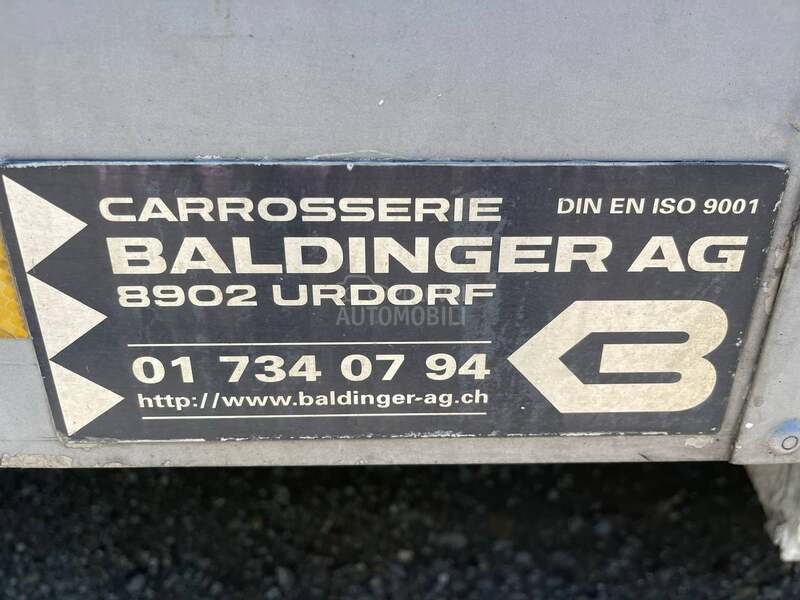 CARROSSERIE
DIN EN ISO 9001
BALDINGER AG
8902 URDORF
AUTOMOBILI
01 734 07 94
http://www.baldinger-ag.ch
B